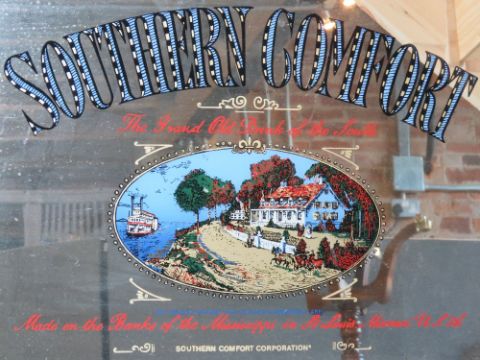 SOUTHERN COMFORT
The Grand Old Drink of the South
Made on the Banks of the Mississippi in St. Louis Missouri U.S.A.
SOUTHERN COMFORT CORPORATION